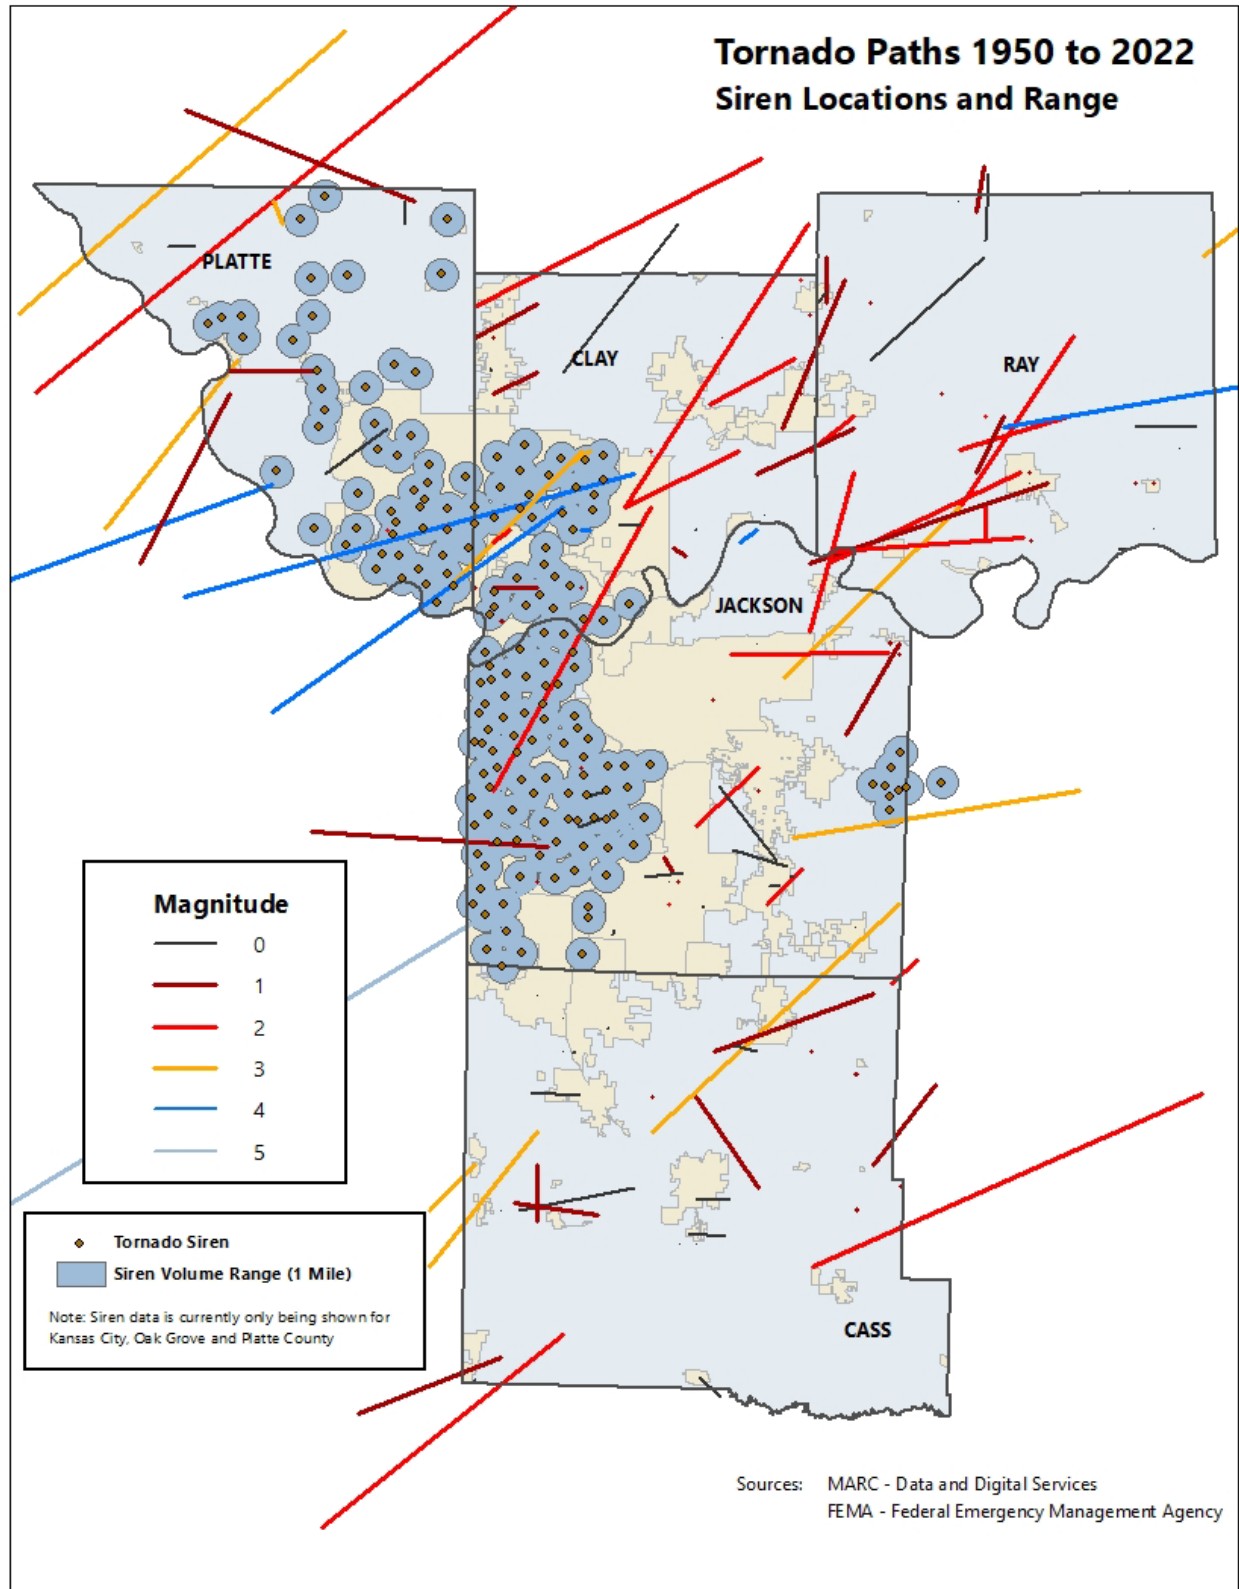 Tornado Paths 1950 to 2022
Siren Locations and Range
PLATTE
CLAY
RAY
JACKSON
Magnitude
0
1
2
3
4
5
Tornado Siren
Siren Volume Range (1 Mile)
Note: Siren data is currently only being shown for
Kansas City, Oak Grove and Platte County
CASS
Sources: MARC - Data and Digital Services
FEMA - Federal Emergency Management Agency